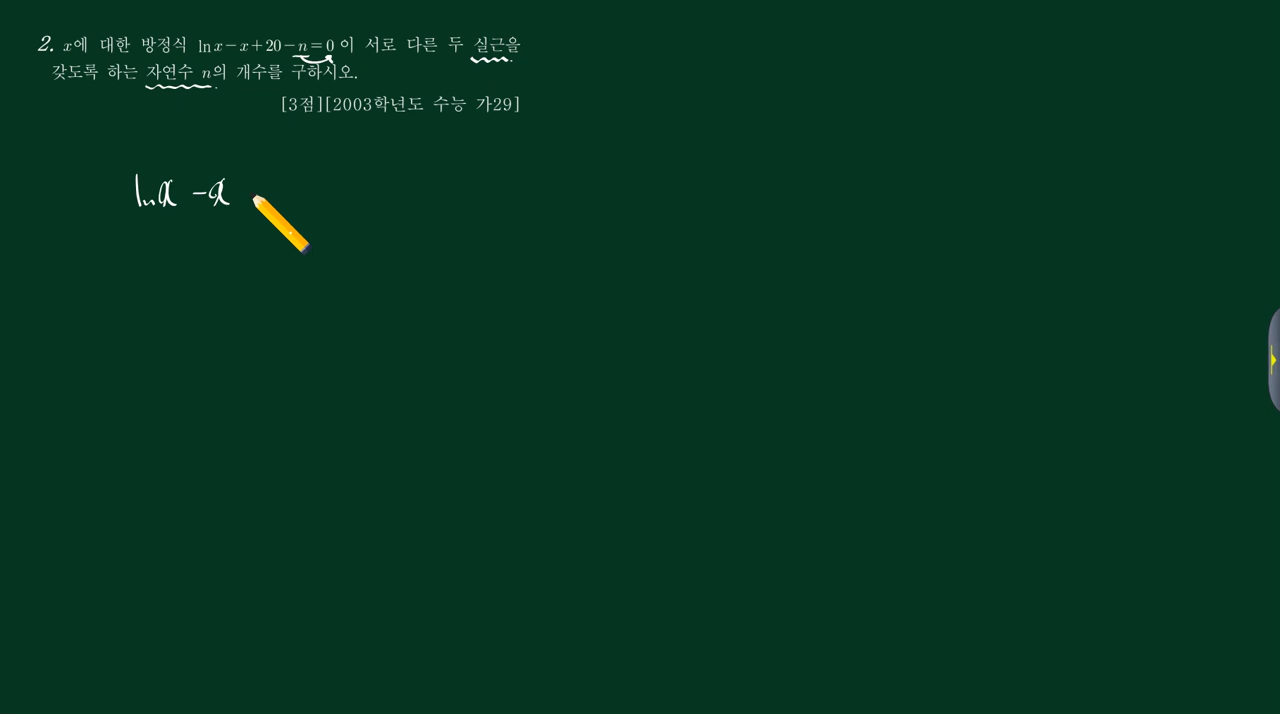 2. x에 대한 방정식 ln x－x＋20－n＝0이 서로 다른 두 실근을
갖도록 하는 자연수 n의 개수를 구하시오.
[3점][2003학년도 수능 가29]
ln x －x